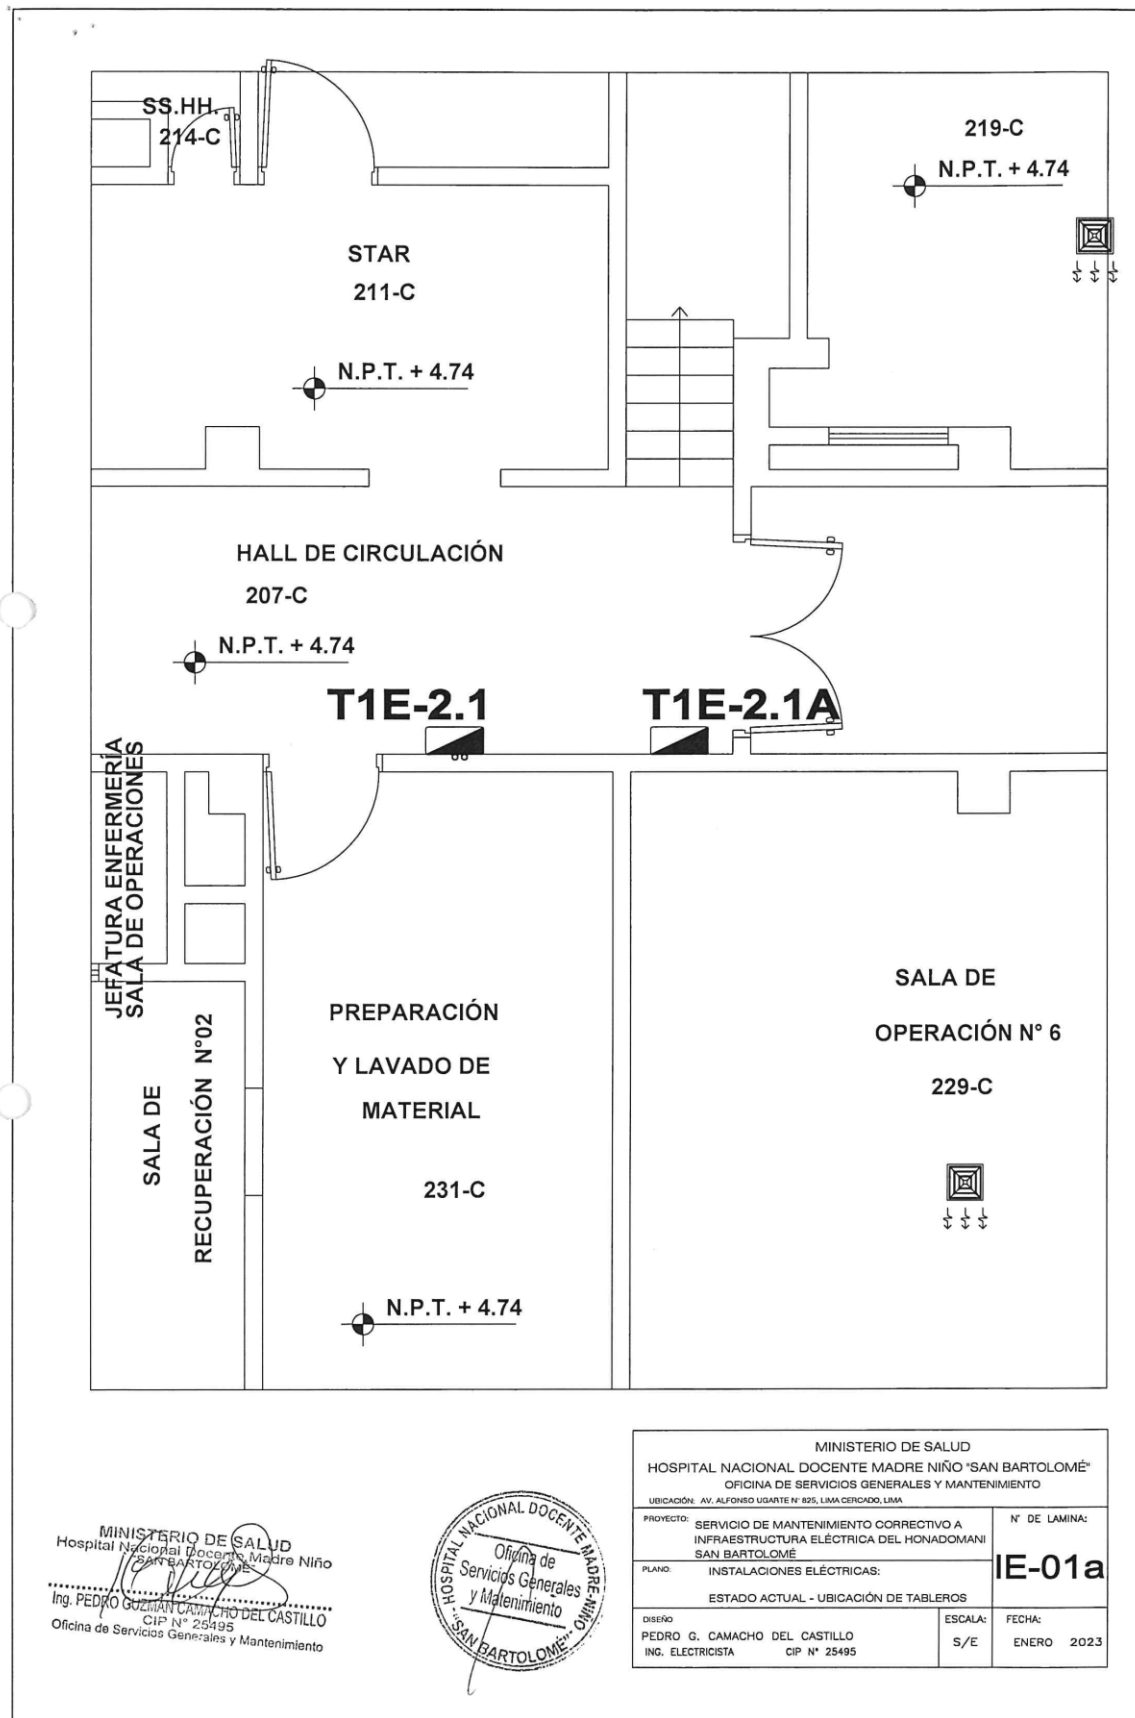 SS.HH.
214-C
219-C
N.P.T. + 4.74
STAR
211-C
N.P.T. + 4.74
HALL DE CIRCULACIÓN
207-C
N.P.T. + 4.74
T1E-2.1
T1E-2.1A
JEFATURA ENFERMERÍA
SALA DE OPERACIONES
SALA DE
RECUPERACIÓN N°02
PREPARACIÓN
Y LAVADO DE
MATERIAL
231-C
N.P.T. + 4.74
SALA DE
OPERACIÓN N° 6
229-C
MINISTERIO DE SALUD
Hospital Nacional Docente Madre Niño
"SAN BARTOLOMÉ"
Ing. PEDRO GUZMÁN CAMACHO DEL CASTILLO
CIP N° 25495
Oficina de Servicios Generales y Mantenimiento
HOSPITAL NACIONAL DOCENTE MADRE-NIÑO
"SAN BARTOLOMÉ"
Oficina de
Servicios Generales
y Matenimiento
MINISTERIO DE SALUD
HOSPITAL NACIONAL DOCENTE MADRE NIÑO "SAN BARTOLOMÉ"
OFICINA DE SERVICIOS GENERALES Y MANTENIMIENTO
UBICACIÓN: AV. ALFONSO UGARTE N° 825, LIMA CERCADO, LIMA
PROYECTO: SERVICIO DE MANTENIMIENTO CORRECTIVO A
INFRAESTRUCTURA ELÉCTRICA DEL HONADOMANI
SAN BARTOLOMÉ
N° DE LAMINA:
IE-01a
PLANO: INSTALACIONES ELÉCTRICAS:
ESTADO ACTUAL - UBICACIÓN DE TABLEROS
DISEÑO
PEDRO G. CAMACHO DEL CASTILLO
ING. ELECTRICISTA CIP N° 25495
ESCALA:
S/E
FECHA:
ENERO 2023